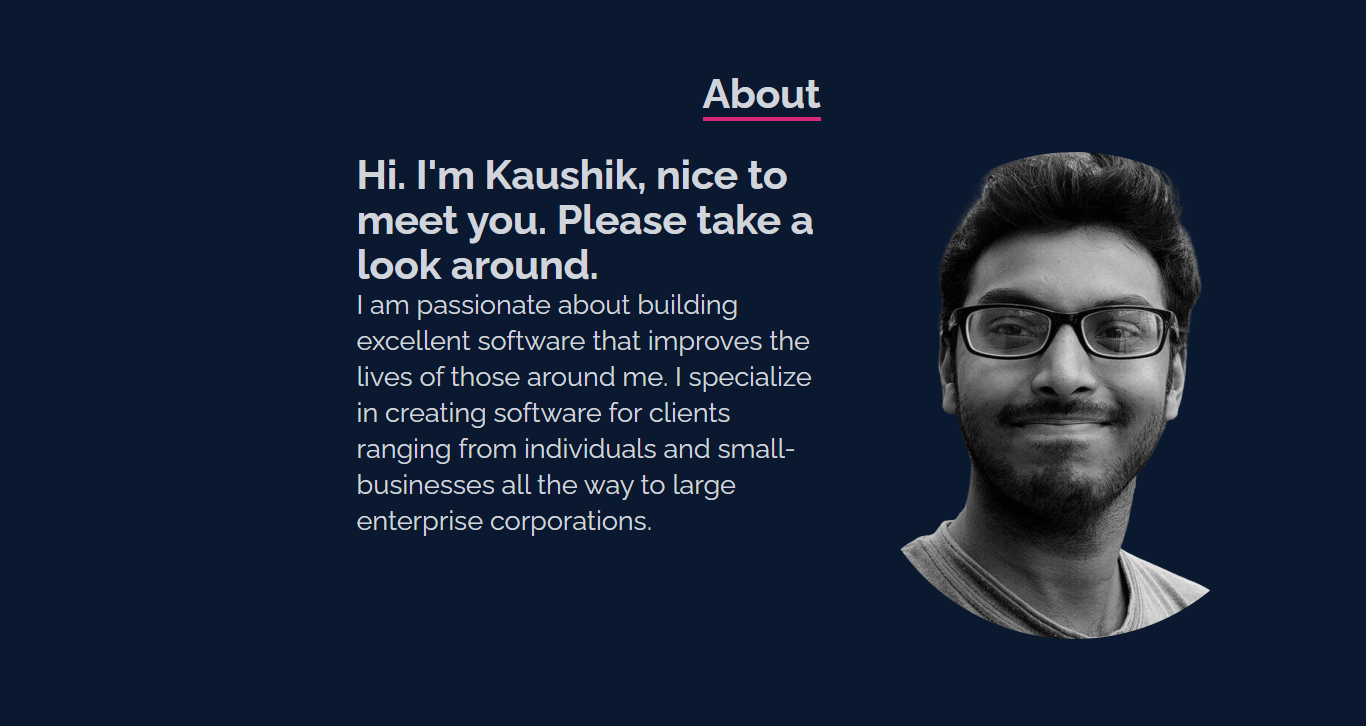 About
Hi. I'm Kaushik, nice to
meet you. Please take a
look around.
I am passionate about building
excellent software that improves the
lives of those around me. I specialize
in creating software for clients
ranging from individuals and small-
businesses all the way to large
enterprise corporations.